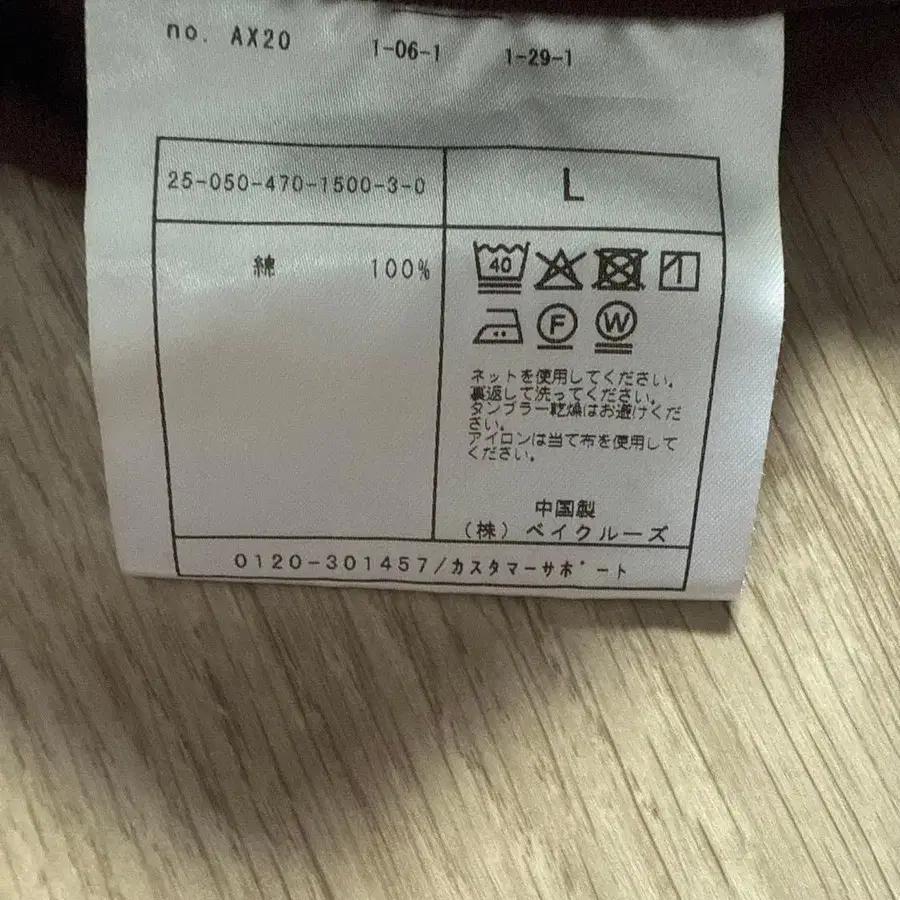 no. AX20 1-06-1 1-29-1
25-050-470-1500-3-0 L
綿 100%
40
F W
ネットを使用してください。
裏返して洗ってください。
タンブラー乾燥はお避けくだ
さい。
アイロンは当て布を使用して
ください。
中国製
(株) ベイクルーズ
0120-301457/カスタマーサポート